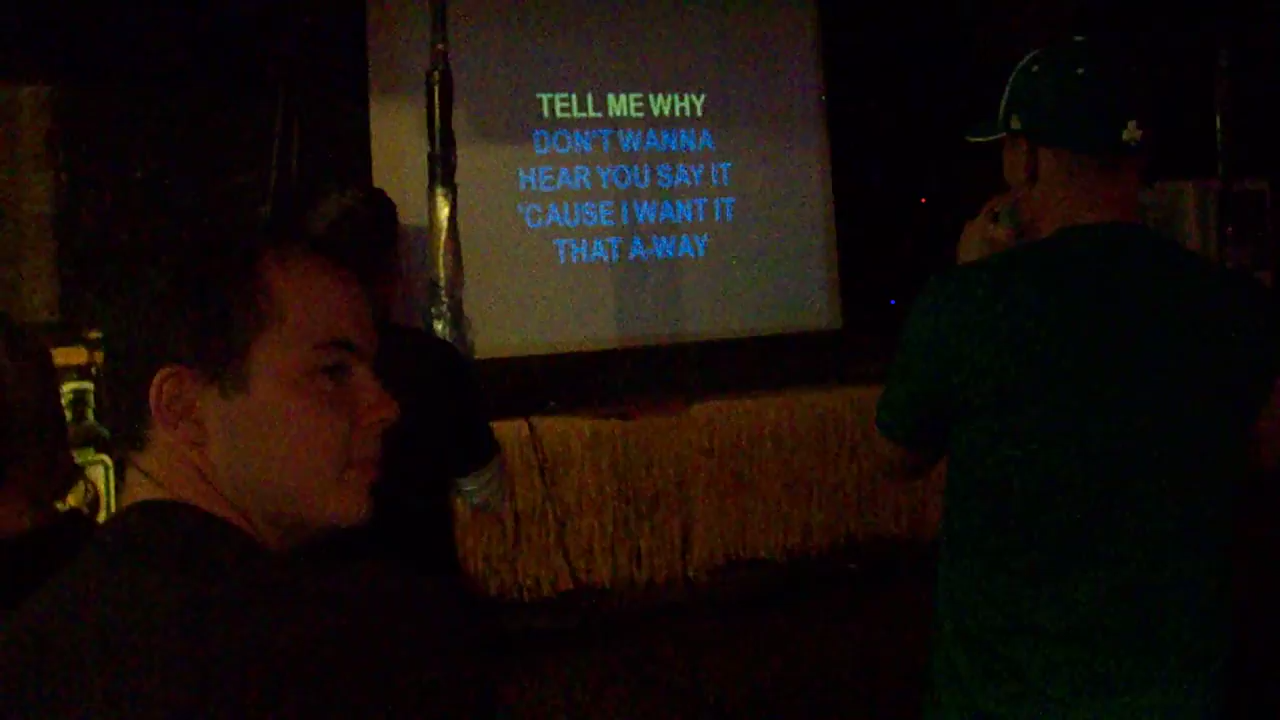 TELL ME WHY
DON'T WANNA
HEAR YOU SAY IT
'CAUSE I WANT IT
THAT A-WAY